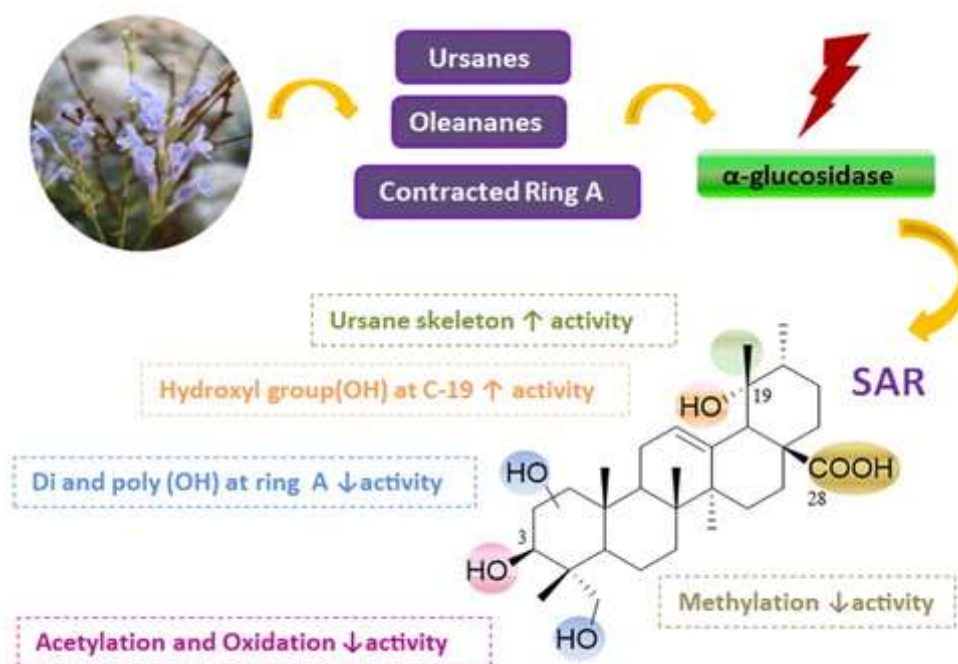 Ursanes
Oleananes
Contracted Ring A
α-glucosidase
Ursane skeleton ↑ activity
Hydroxyl group(OH) at C-19 ↑ activity
SAR
HO
19
Di and poly (OH) at ring A ↓activity
HO
COOH
28
3
HO
Methylation ↓activity
HO
Acetylation and Oxidation ↓activity